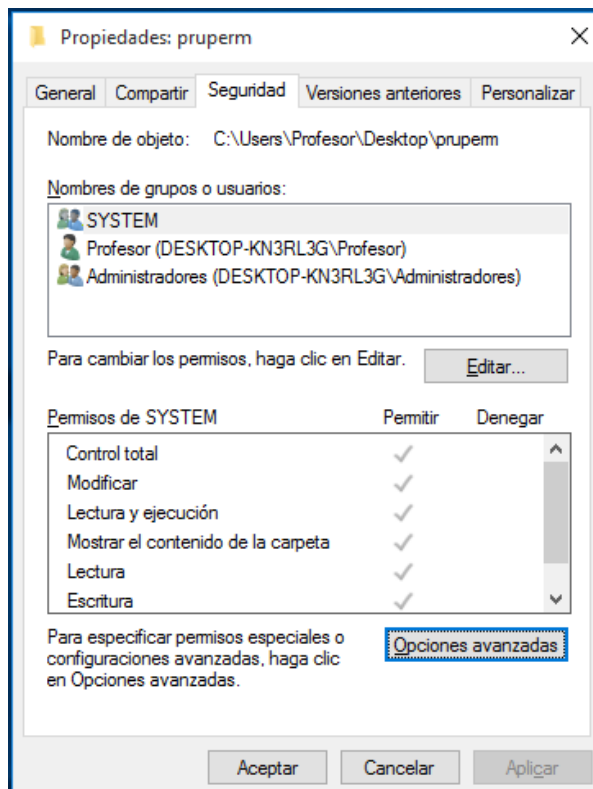 Propiedades: pruperm
General Compartir Seguridad Versiones anteriores Personalizar
Nombre de objeto: C:\Users\Profesor\Desktop\pruperm
Nombres de grupos o usuarios:
SYSTEM
Profesor (DESKTOP-KN3RL3G\Profesor)
Administradores (DESKTOP-KN3RL3G\Administradores)
Para cambiar los permisos, haga clic en Editar. Editar...
Permisos de SYSTEM Permitir Denegar
Control total
Modificar
Lectura y ejecución
Mostrar el contenido de la carpeta
Lectura
Escritura
Para especificar permisos especiales o
configuraciones avanzadas, haga clic
en Opciones avanzadas.
Opciones avanzadas
Aceptar Cancelar Aplicar